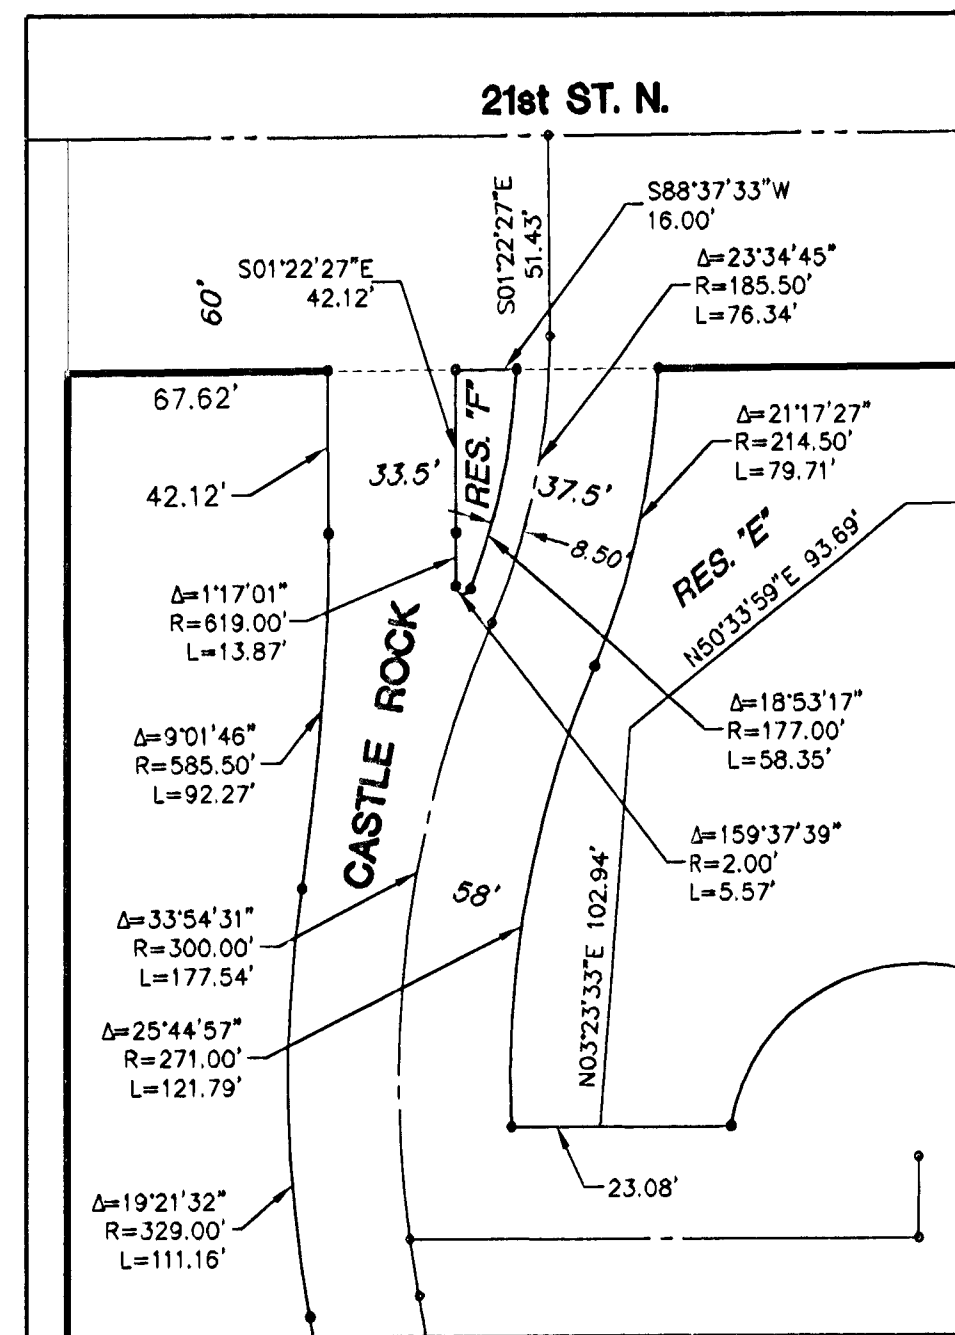 21st ST. N.
S88°37'33"W
16.00'
S01°22'27"E
51.43'
Δ=23°34'45"
R=185.50'
L=76.34'
S01°22'27"E
42.12'
60'
67.62'
RES. "F"
33.5'
37.5'
Δ=21°17'27"
R=214.50'
L=79.71'
42.12'
8.50'
RES. "E"
N50°33'59"E 93.69'
Δ=1°17'01"
R=619.00'
L=13.87'
CASTLE ROCK
Δ=18°53'17"
R=177.00'
L=58.35'
Δ=9°01'46"
R=585.50'
L=92.27'
Δ=159°37'39"
R=2.00'
L=5.57'
58'
N03°23'33"E 102.94'
Δ=33°54'31"
R=300.00'
L=177.54'
Δ=25°44'57"
R=271.00'
L=121.79'
23.08'
Δ=19°21'32"
R=329.00'
L=111.16'